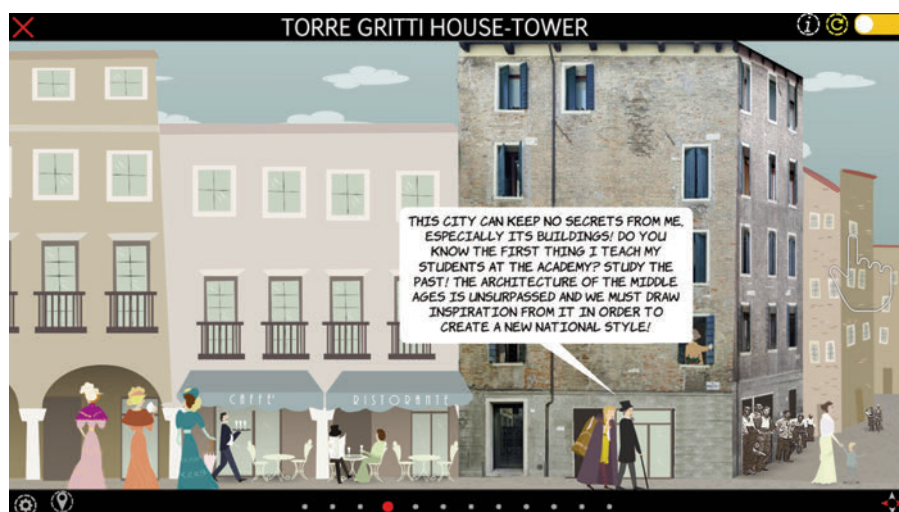 TORRE GRITTI HOUSE-TOWER
THIS CITY CAN KEEP NO SECRETS FROM ME,
ESPECIALLY ITS BUILDINGS! DO YOU
KNOW THE FIRST THING I TEACH MY
STUDENTS AT THE ACADEMY? STUDY THE
PAST! THE ARCHITECTURE OF THE MIDDLE
AGES IS UNSURPASSED AND WE MUST DRAW
INSPIRATION FROM IT IN ORDER TO
CREATE A NEW NATIONAL STYLE!
CAFFE'
RISTORANTE